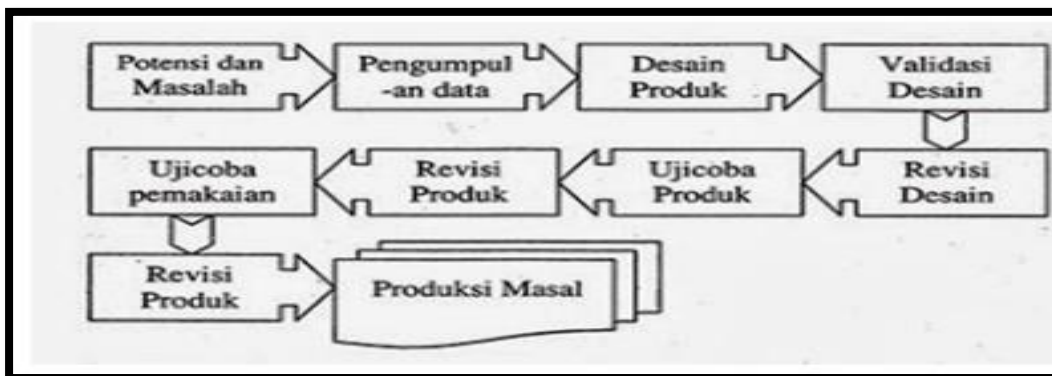 Potensi dan
Masalah
Pengumpul
-an data
Desain
Produk
Validasi
Desain
Revisi
Desain
Ujicoba
Produk
Revisi
Produk
Ujicoba
pemakaian
Revisi
Produk
Produksi Masal